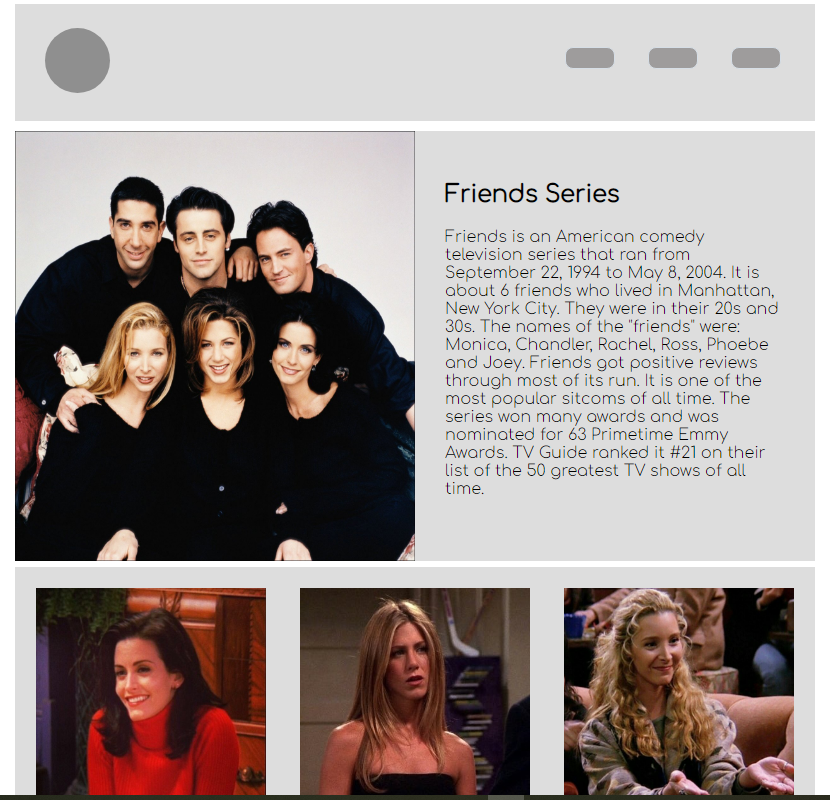 Friends Series
Friends is an American comedy
television series that ran from
September 22, 1994 to May 8, 2004. It is
about 6 friends who lived in Manhattan,
New York City. They were in their 20s and
30s. The names of the "friends" were:
Monica, Chandler, Rachel, Ross, Phoebe
and Joey. Friends got positive reviews
through most of its run. It is one of the
most popular sitcoms of all time. The
series won many awards and was
nominated for 63 Primetime Emmy
Awards. TV Guide ranked it #21 on their
list of the 50 greatest TV shows of all
time.